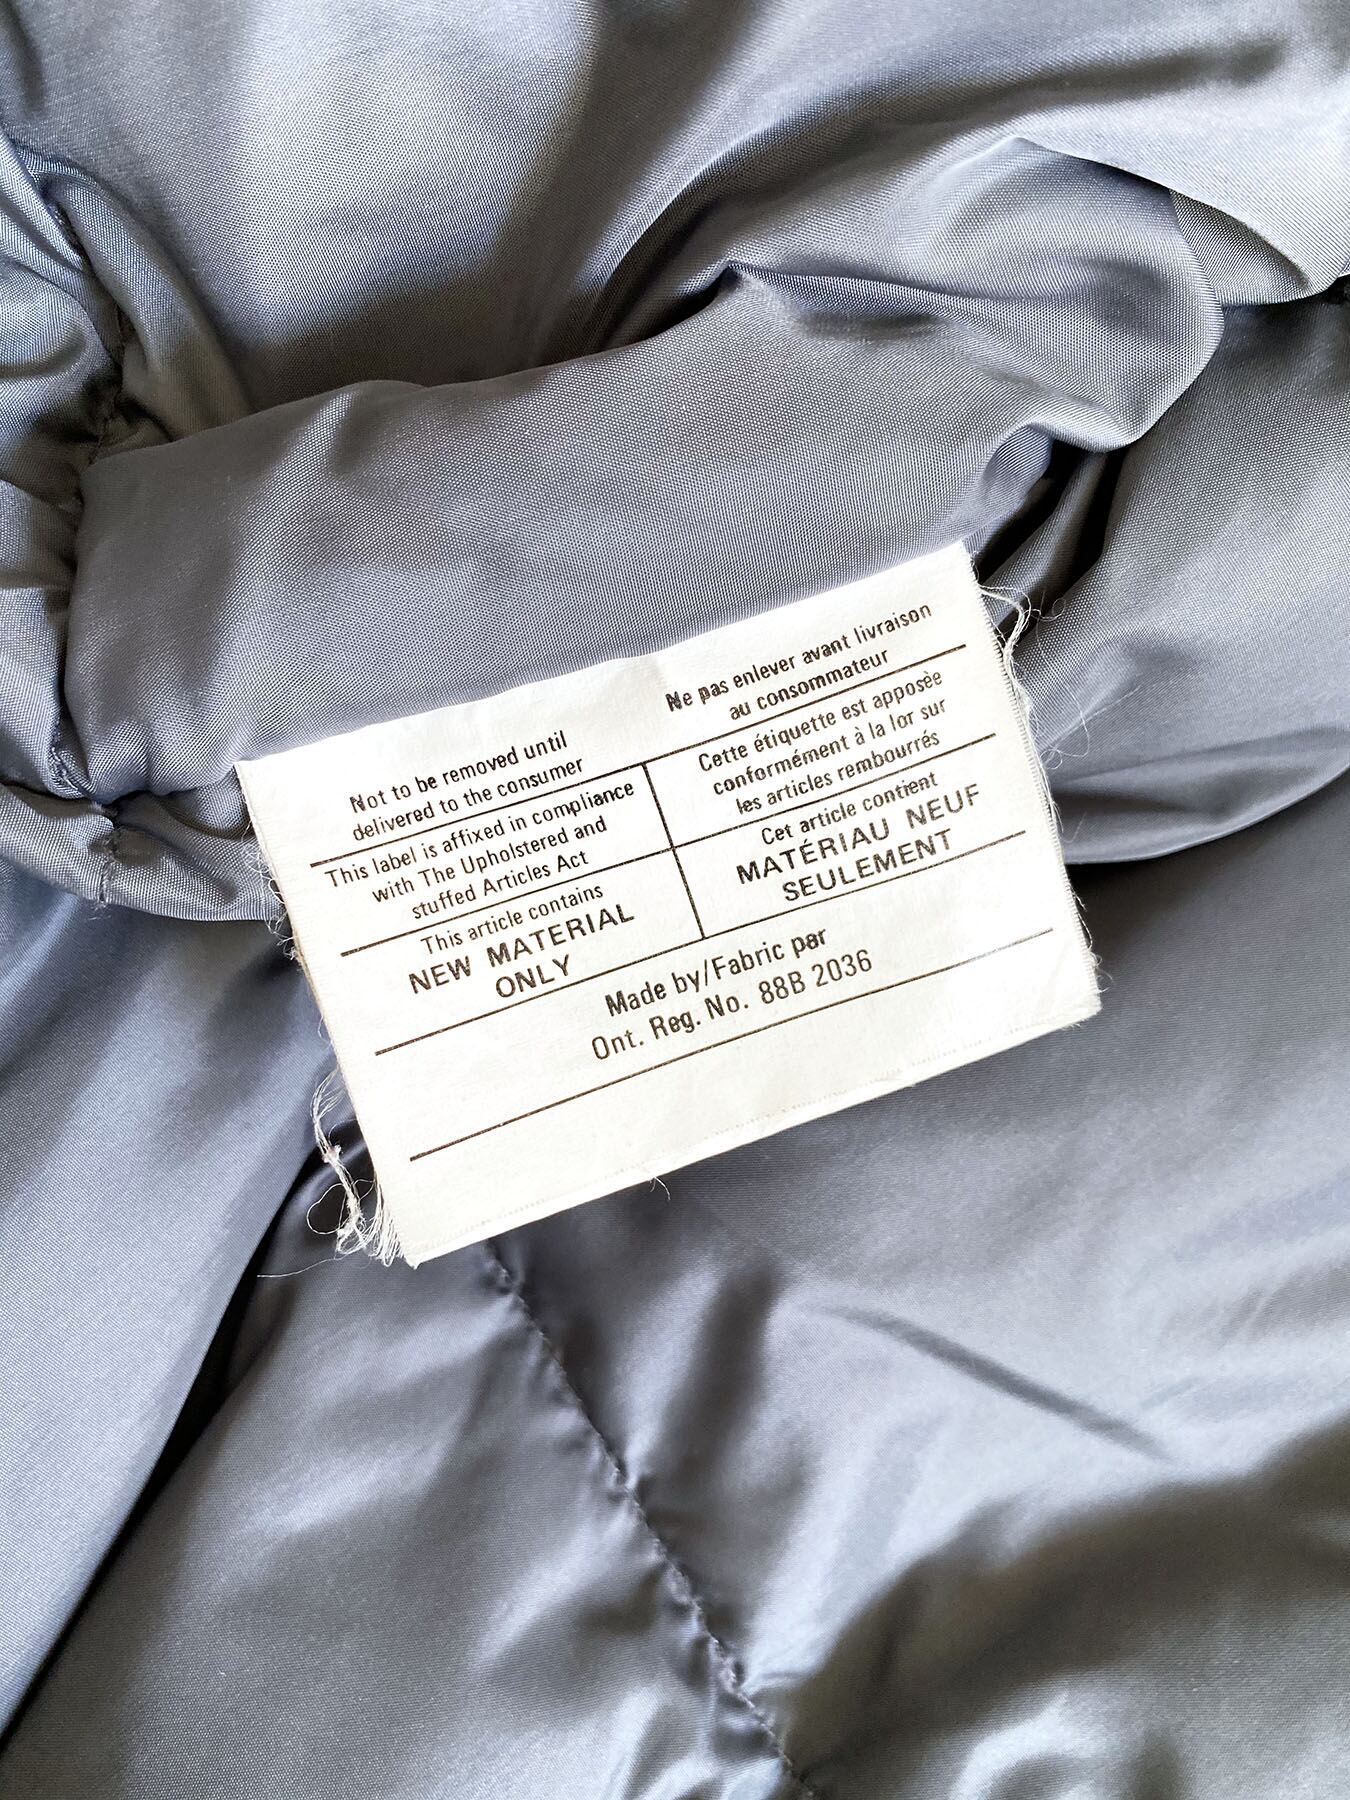 Not to be removed until
delivered to the consumer
Ne pas enlever avant livraison
au consommateur
This label is affixed in compliance
with The Upholstered and
stuffed Articles Act
Cette étiquette est apposèe
conformément à la lor sur
les articles rembourrés
This article contains
NEW MATERIAL
ONLY
Cet article contient
MATÉRIAU NEUF
SEULEMENT
Made by/Fabric par
Ont. Reg. No. 88B 2036